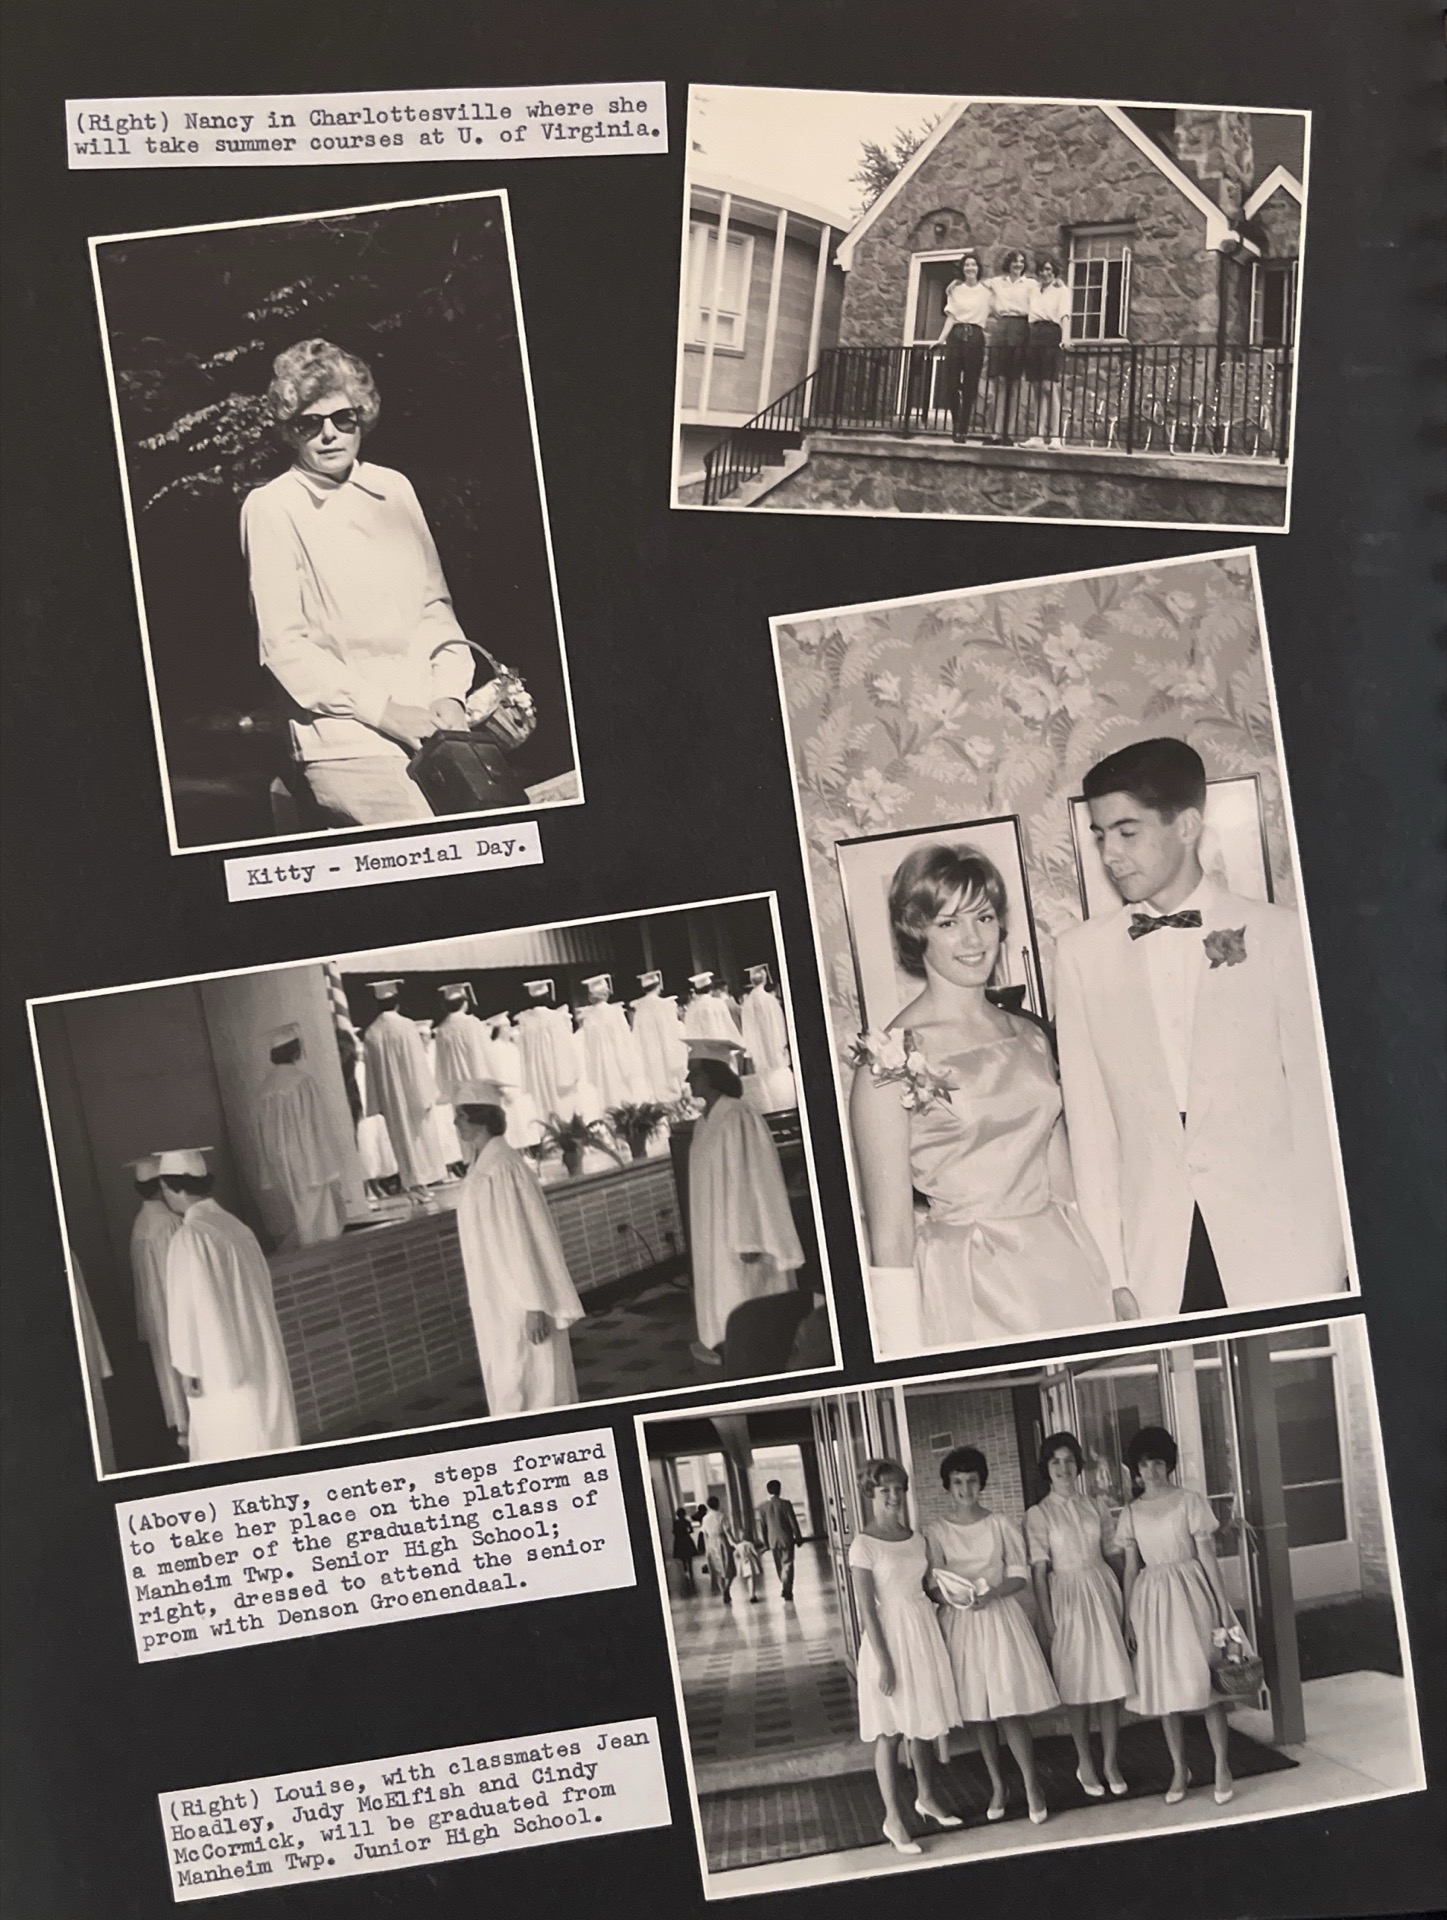 (Right) Nancy in Charlottesville where she
will take summer courses at U. of Virginia.
Kitty - Memorial Day.
(Above) Kathy, center, steps forward
to take her place on the platform as
a member of the graduating class of
Manheim Twp. Senior High School;
right, dressed to attend the senior
prom with Denson Groenendaal.
(Right) Louise, with classmates Jean
Hoadley, Judy McElfish and Cindy
McCormick, will be graduated from
Manheim Twp. Junior High School.